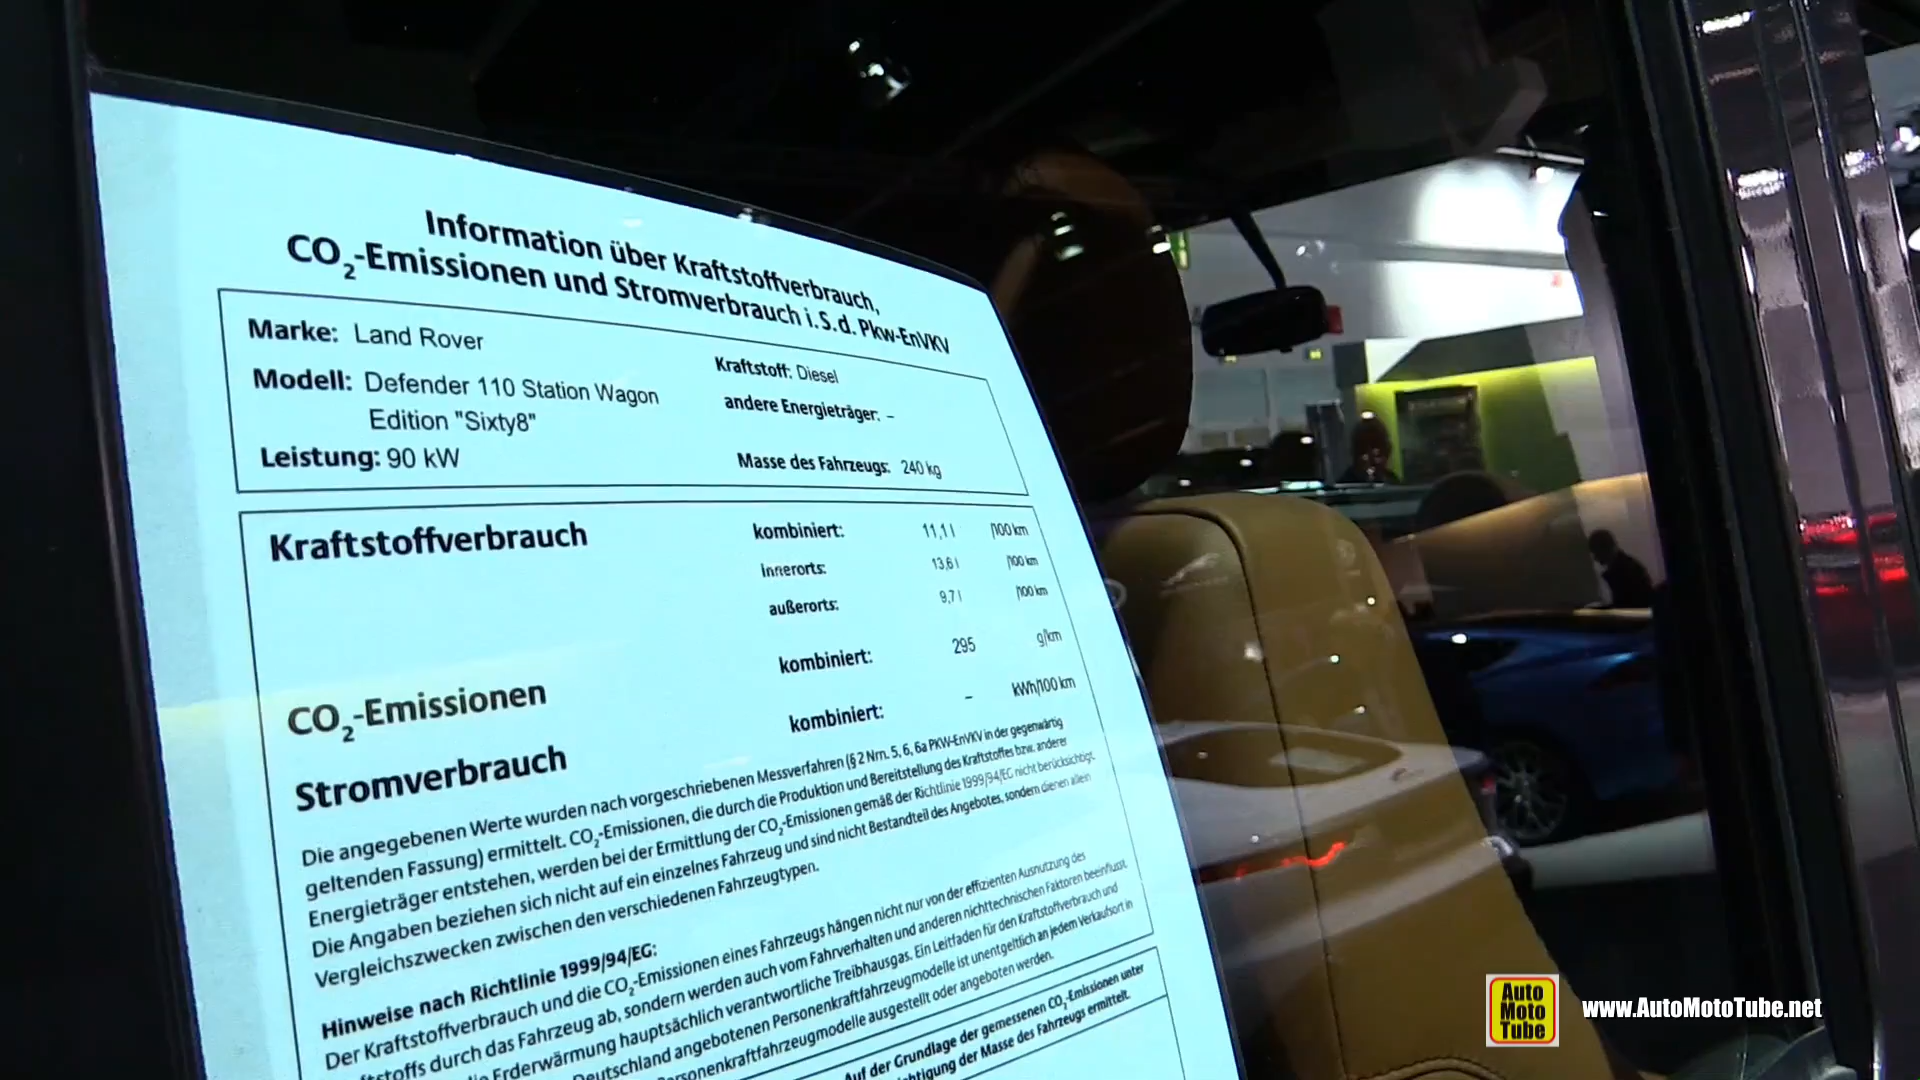 Information über Kraftstoffverbrauch,
CO2-Emissionen und Stromverbrauch i.S.d. Pkw-EnVKV
Marke: Land Rover
Modell: Defender 110 Station Wagon
Edition "Sixty8"
Leistung: 90 kW
Kraftstoff: Diesel
andere Energieträger: –
Masse des Fahrzeugs: 240 kg
Kraftstoffverbrauch
kombiniert: 11,1 l /100 km
innerorts: 13,6 l /100 km
außerorts: 9,7 l /100 km
CO2-Emissionen
kombiniert: 295 g/km
Stromverbrauch
kombiniert: – kWh/100 km
Die angegebenen Werte wurden nach vorgeschriebenen Messverfahren (§ 2 Nrn. 5, 6, 6a PKW-EnVKV in der gegenwärtig
geltenden Fassung) ermittelt. CO2-Emissionen, die durch die Produktion und Bereitstellung des Kraftstoffes bzw. anderer
Energieträger entstehen, werden bei der Ermittlung der CO2-Emissionen gemäß der Richtlinie 1999/94/EG nicht berücksichtigt.
Die Angaben beziehen sich nicht auf ein einzelnes Fahrzeug und sind nicht Bestandteil des Angebotes, sondern dienen allein
Vergleichszwecken zwischen den verschiedenen Fahrzeugtypen.
Hinweise nach Richtlinie 1999/94/EG:
Der Kraftstoffverbrauch und die CO2-Emissionen eines Fahrzeugs hängen nicht nur von der effizienten Ausnutzung des
ftstoffs durch das Fahrzeug ab, sondern werden auch vom Fahrverhalten und anderen nichttechnischen Faktoren beeinflusst.
die Erderwärmung hauptsächlich verantwortliche Treibhausgas. Ein Leitfaden für den Kraftstoffverbrauch und
Deutschland angebotenen Personenkraftfahrzeugmodelle ist unentgeltlich an jedem Verkaufsort in
ersonenkraftfahrzeugmodelle ausgestellt oder angeboten werden.
Auf der Grundlage der gemessenen CO2-Emissionen unter
htigung der Masse des Fahrzeugs ermittelt.
Auto
Moto
Tube
www.AutoMotoTube.net